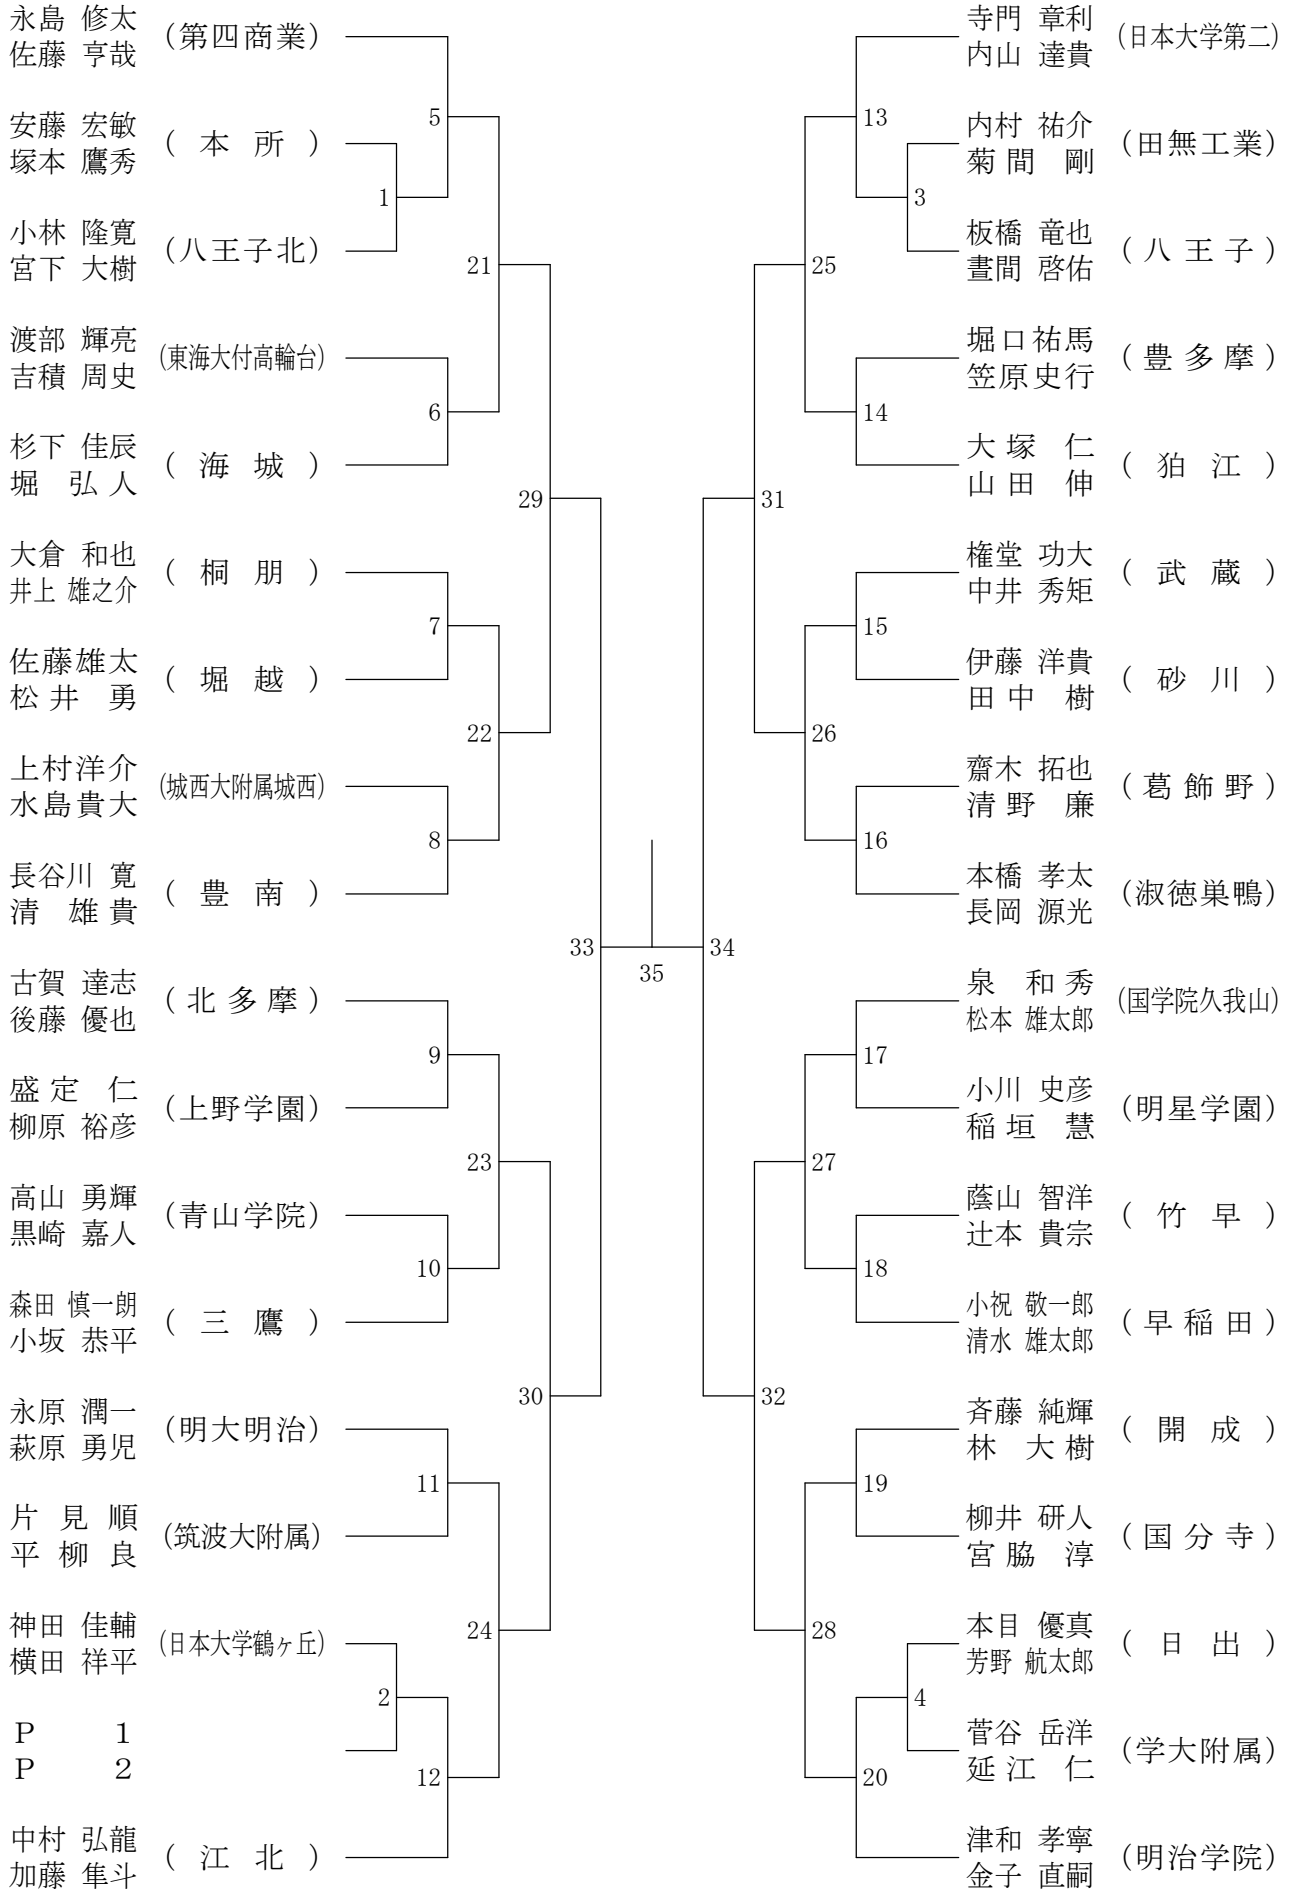 永島 修太
佐藤 亨哉
(第四商業)
安藤 宏敏
塚本 鷹秀
(本所)
小林 隆寛
宮下 大樹
(八王子北)
渡部 輝亮
吉積 周史
(東海大付高輪台)
杉下 佳辰
堀 弘人
(海城)
大倉 和也
井上 雄之介
(桐朋)
佐藤雄太
松井 勇
(堀越)
上村洋介
水島貴大
(城西大附属城西)
長谷川 寛
清 雄貴
(豊南)
古賀 達志
後藤 優也
(北多摩)
盛定 仁
柳原 裕彦
(上野学園)
高山 勇輝
黒崎 嘉人
(青山学院)
森田 慎一朗
小坂 恭平
(三鷹)
永原 潤一
萩原 勇児
(明大明治)
片見順
平柳良
(筑波大附属)
神田 佳輔
横田 祥平
(日本大学鶴ヶ丘)
P 1
P 2
中村 弘龍
加藤 隼斗
(江北)
5
1
21
6
29
7
22
8
33
9
23
10
30
11
24
2
12
35
34
13
3
25
14
31
15
26
16
17
27
18
32
19
28
4
20
寺門 章利
内山 達貴
(日本大学第二)
内村 祐介
菊間 剛
(田無工業)
板橋 竜也
晝間 啓佑
(八王子)
堀口祐馬
笠原史行
(豊多摩)
大塚 仁
山田 伸
(狛江)
権堂 功大
中井 秀矩
(武蔵)
伊藤 洋貴
田中 樹
(砂川)
齋木 拓也
清野 廉
(葛飾野)
本橋 孝太
長岡 源光
(淑徳巣鴨)
泉 和秀
松本 雄太郎
(国学院久我山)
小川 史彦
稲垣 慧
(明星学園)
蔭山 智洋
辻本 貴宗
(竹早)
小祝 敬一郎
清水 雄太郎
(早稲田)
斉藤 純輝
林 大樹
(開成)
柳井 研人
宮脇 淳
(国分寺)
本目 優真
芳野 航太郎
(日出)
菅谷 岳洋
延江 仁
(学大附属)
津和 孝寧
金子 直嗣
(明治学院)